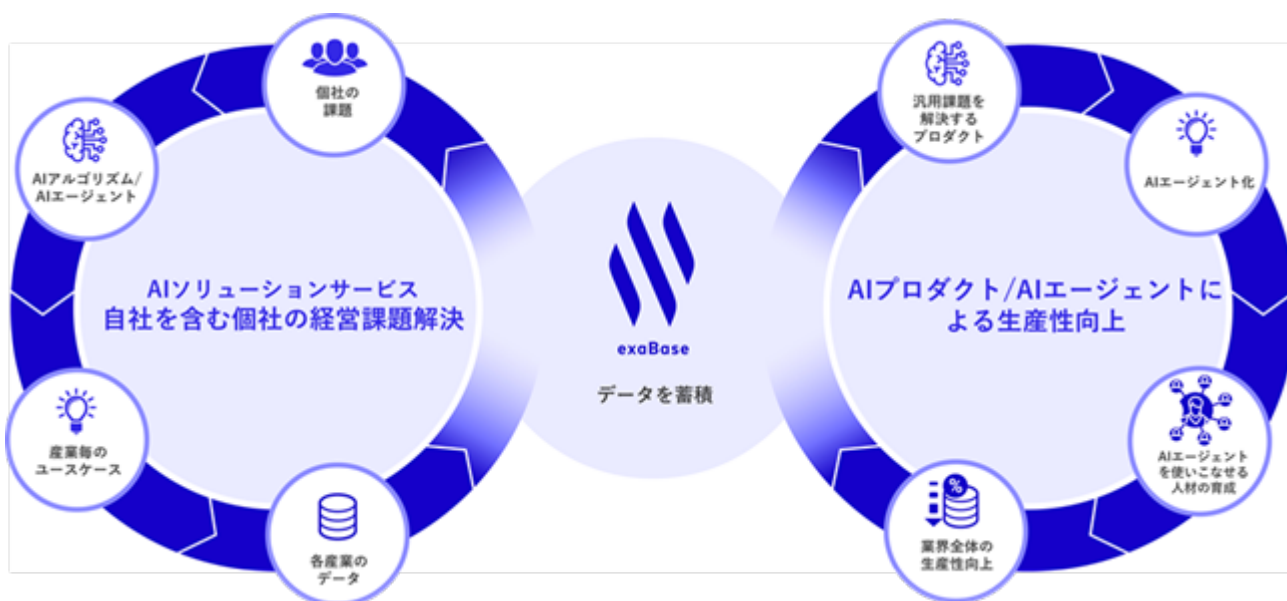 個社の
課題
AIアルゴリズム/
AIエージェント
AIソリューションサービス
自社を含む個社の経営課題解決
産業毎の
ユースケース
各産業の
データ
exaBase
データを蓄積
汎用課題を
解決する
プロダクト
AIエージェント化
AIプロダクト/AIエージェントに
よる生産性向上
AIエージェント
を使いこなせる
人材の育成
%
業界全体の
生産性向上